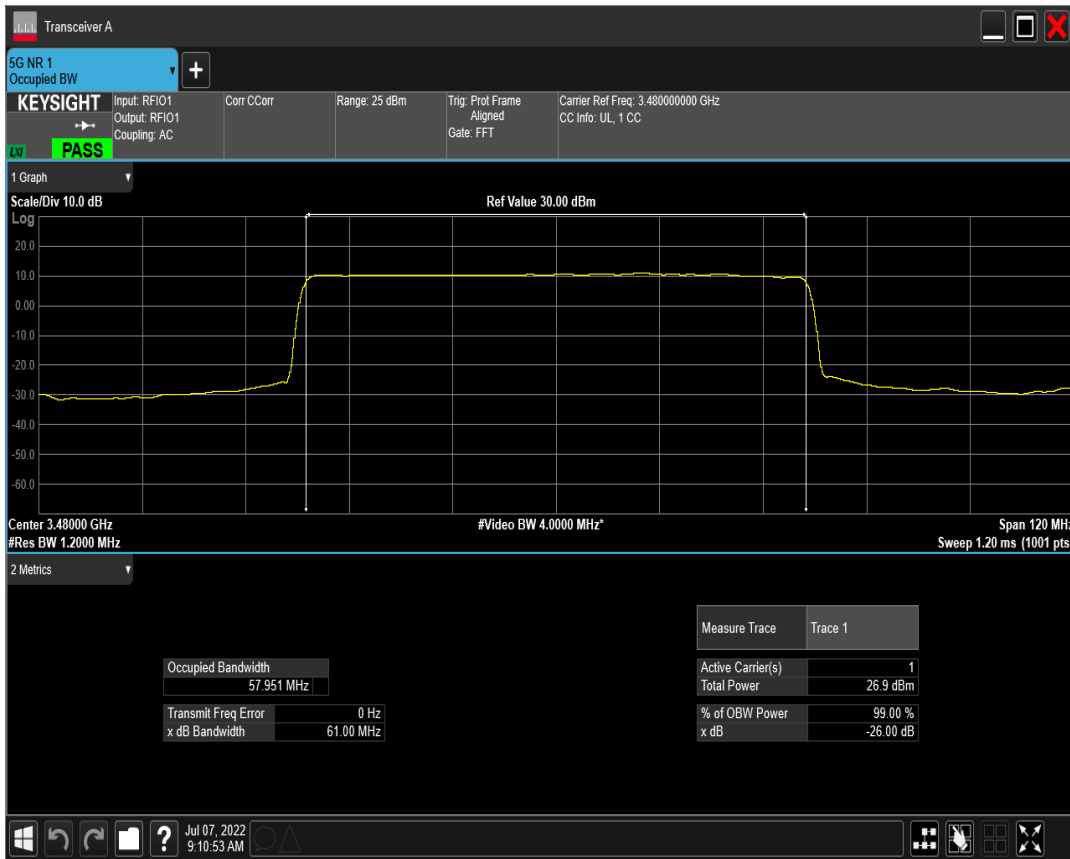 Transceiver A
5G NR 1
Occupied BW
KEYSIGHT
Input: RFIO1
Output: RFIO1
Coupling: AC
Corr CCorr
Range: 25 dBm
Trig: Prot Frame
Aligned
Gate: FFT
Carrier Ref Freq: 3.480000000 GHz
CC Info: UL, 1 CC
LXI
PASS
1 Graph
Scale/Div 10.0 dB
Ref Value 30.00 dBm
Log
20.0
10.0
0.00
-10.0
-20.0
-30.0
-40.0
-50.0
-60.0
Center 3.48000 GHz
#Video BW 4.0000 MHz*
Span 120 MHz
#Res BW 1.2000 MHz
Sweep 1.20 ms (1001 pts
2 Metrics
Measure Trace
Trace 1
Occupied Bandwidth
57.951 MHz
Active Carrier(s)
1
Total Power
26.9 dBm
Transmit Freq Error
0 Hz
x dB Bandwidth
61.00 MHz
% of OBW Power
99.00 %
x dB
-26.00 dB
?
Jul 07, 2022
9:10:53 AM